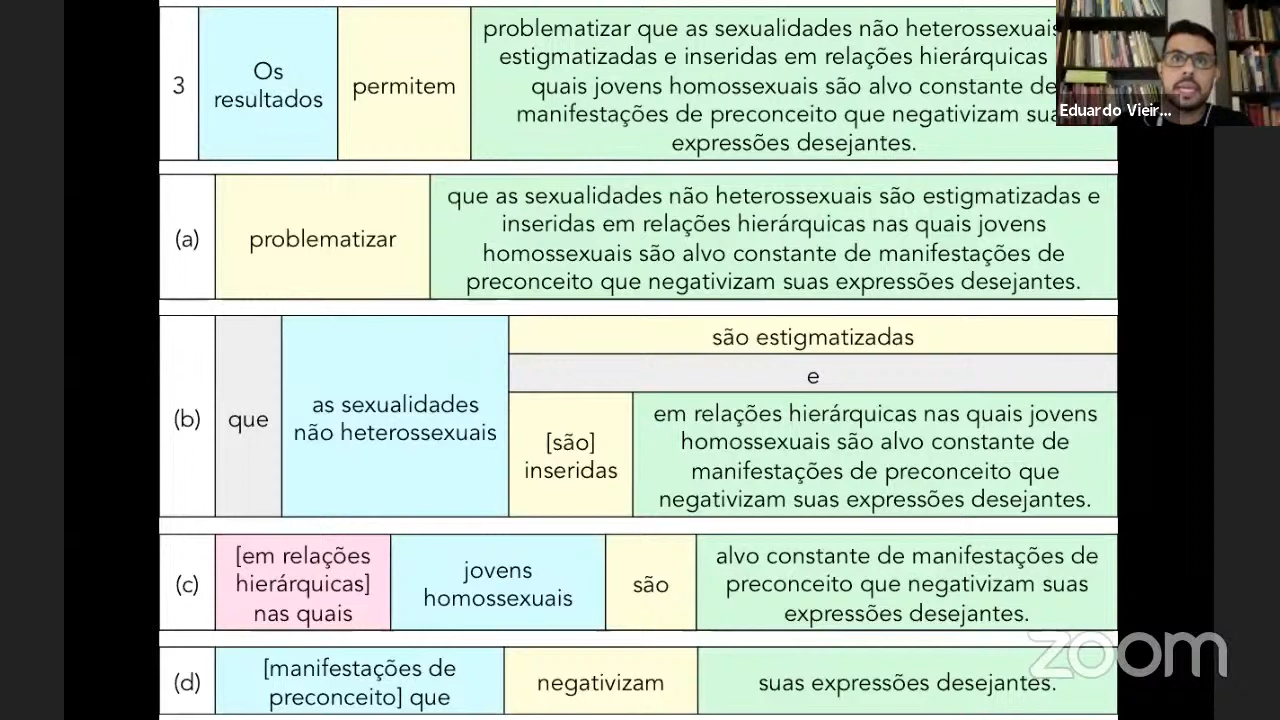 3
Os
resultados
permitem
problematizar que as sexualidades não heterossexuais
estigmatizadas e inseridas em relações hierárquicas
quais jovens homossexuais são alvo constante de
manifestações de preconceito que negativizam
expressões desejantes.
(a)
problematizar
que as sexualidades não heterossexuais são estigmatizadas e
inseridas em relações hierárquicas nas quais jovens
homossexuais são alvo constante de manifestações de
preconceito que negativizam suas expressões desejantes.
(b)
que
as sexualidades
não heterossexuais
são estigmatizadas
e
[são]
inseridas
em relações hierárquicas nas quais jovens
homossexuais são alvo constante de
manifestações de preconceito que
negativizam suas expressões desejantes.
(c)
[em relações
hierárquicas]
nas quais
jovens
homossexuais
são
alvo constante de manifestações de
preconceito que negativizam suas
expressões desejantes.
(d)
[manifestações de
preconceito] que
negativizam
suas expressões desejantes.
Eduardo Vieir...
zoom